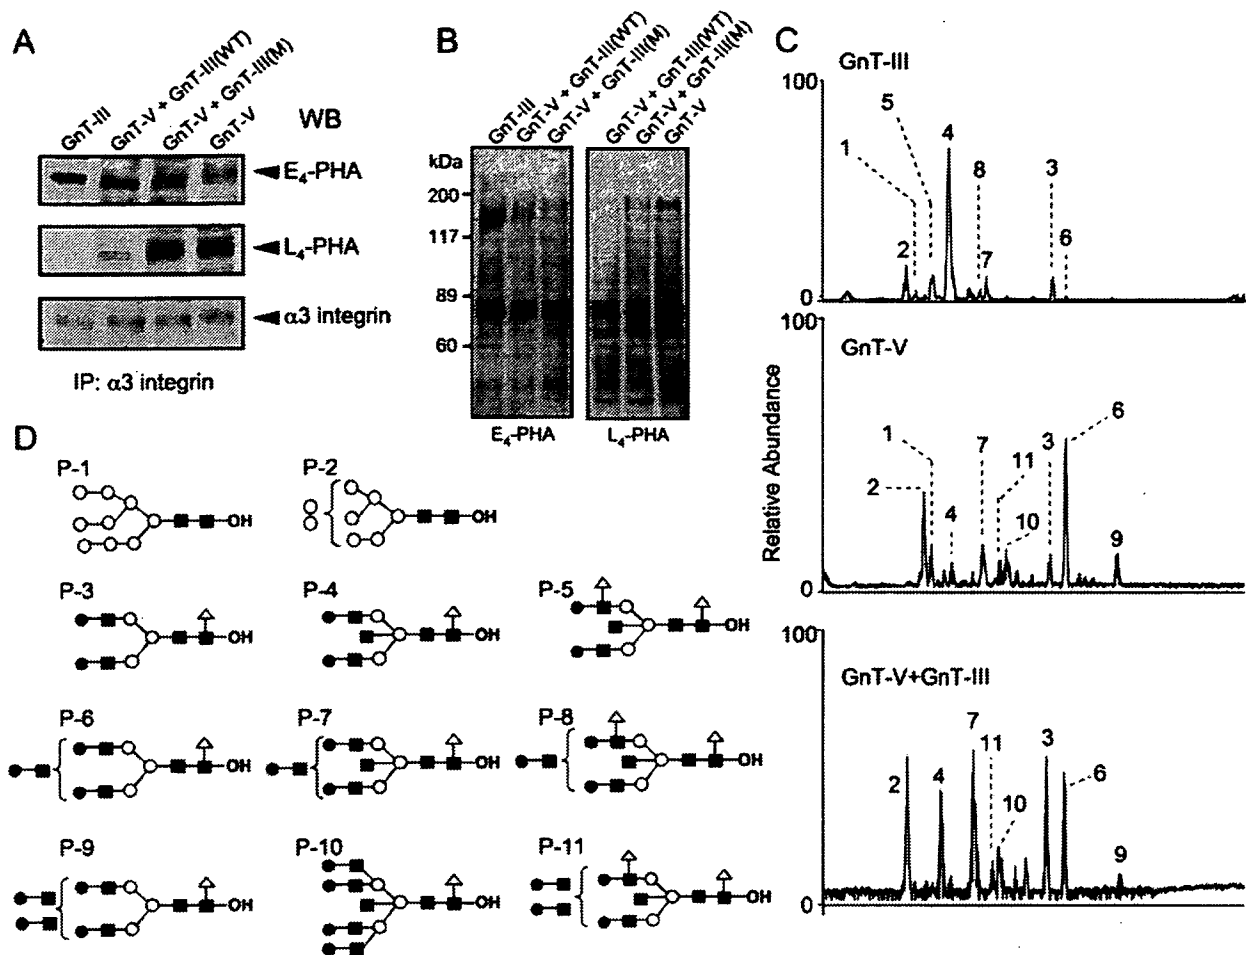 A
GnT-III
GnT-V + GnT-III(WT)
GnT-V + GnT-III(M)
GnT-V
WB
E4-PHA
L4-PHA
α3 integrin
IP: α3 integrin
B
GnT-III
GnT-V + GnT-III(WT)
GnT-V + GnT-III(M)
GnT-V + GnT-III(WT)
GnT-V + GnT-III(M)
GnT-V
kDa
200
117
89
60
E4-PHA
L4-PHA
C
GnT-III
100
0
1
5
4
8
3
2
7
6
Relative Abundance
GnT-V
100
0
2
1
4
7
11
10
3
6
9
GnT-V+GnT-III
100
0
2
4
7
11
10
3
6
9
D
P-1
OH
P-2
OH
P-3
OH
P-4
OH
P-5
OH
P-6
OH
P-7
OH
P-8
OH
P-9
OH
P-10
OH
P-11
OH